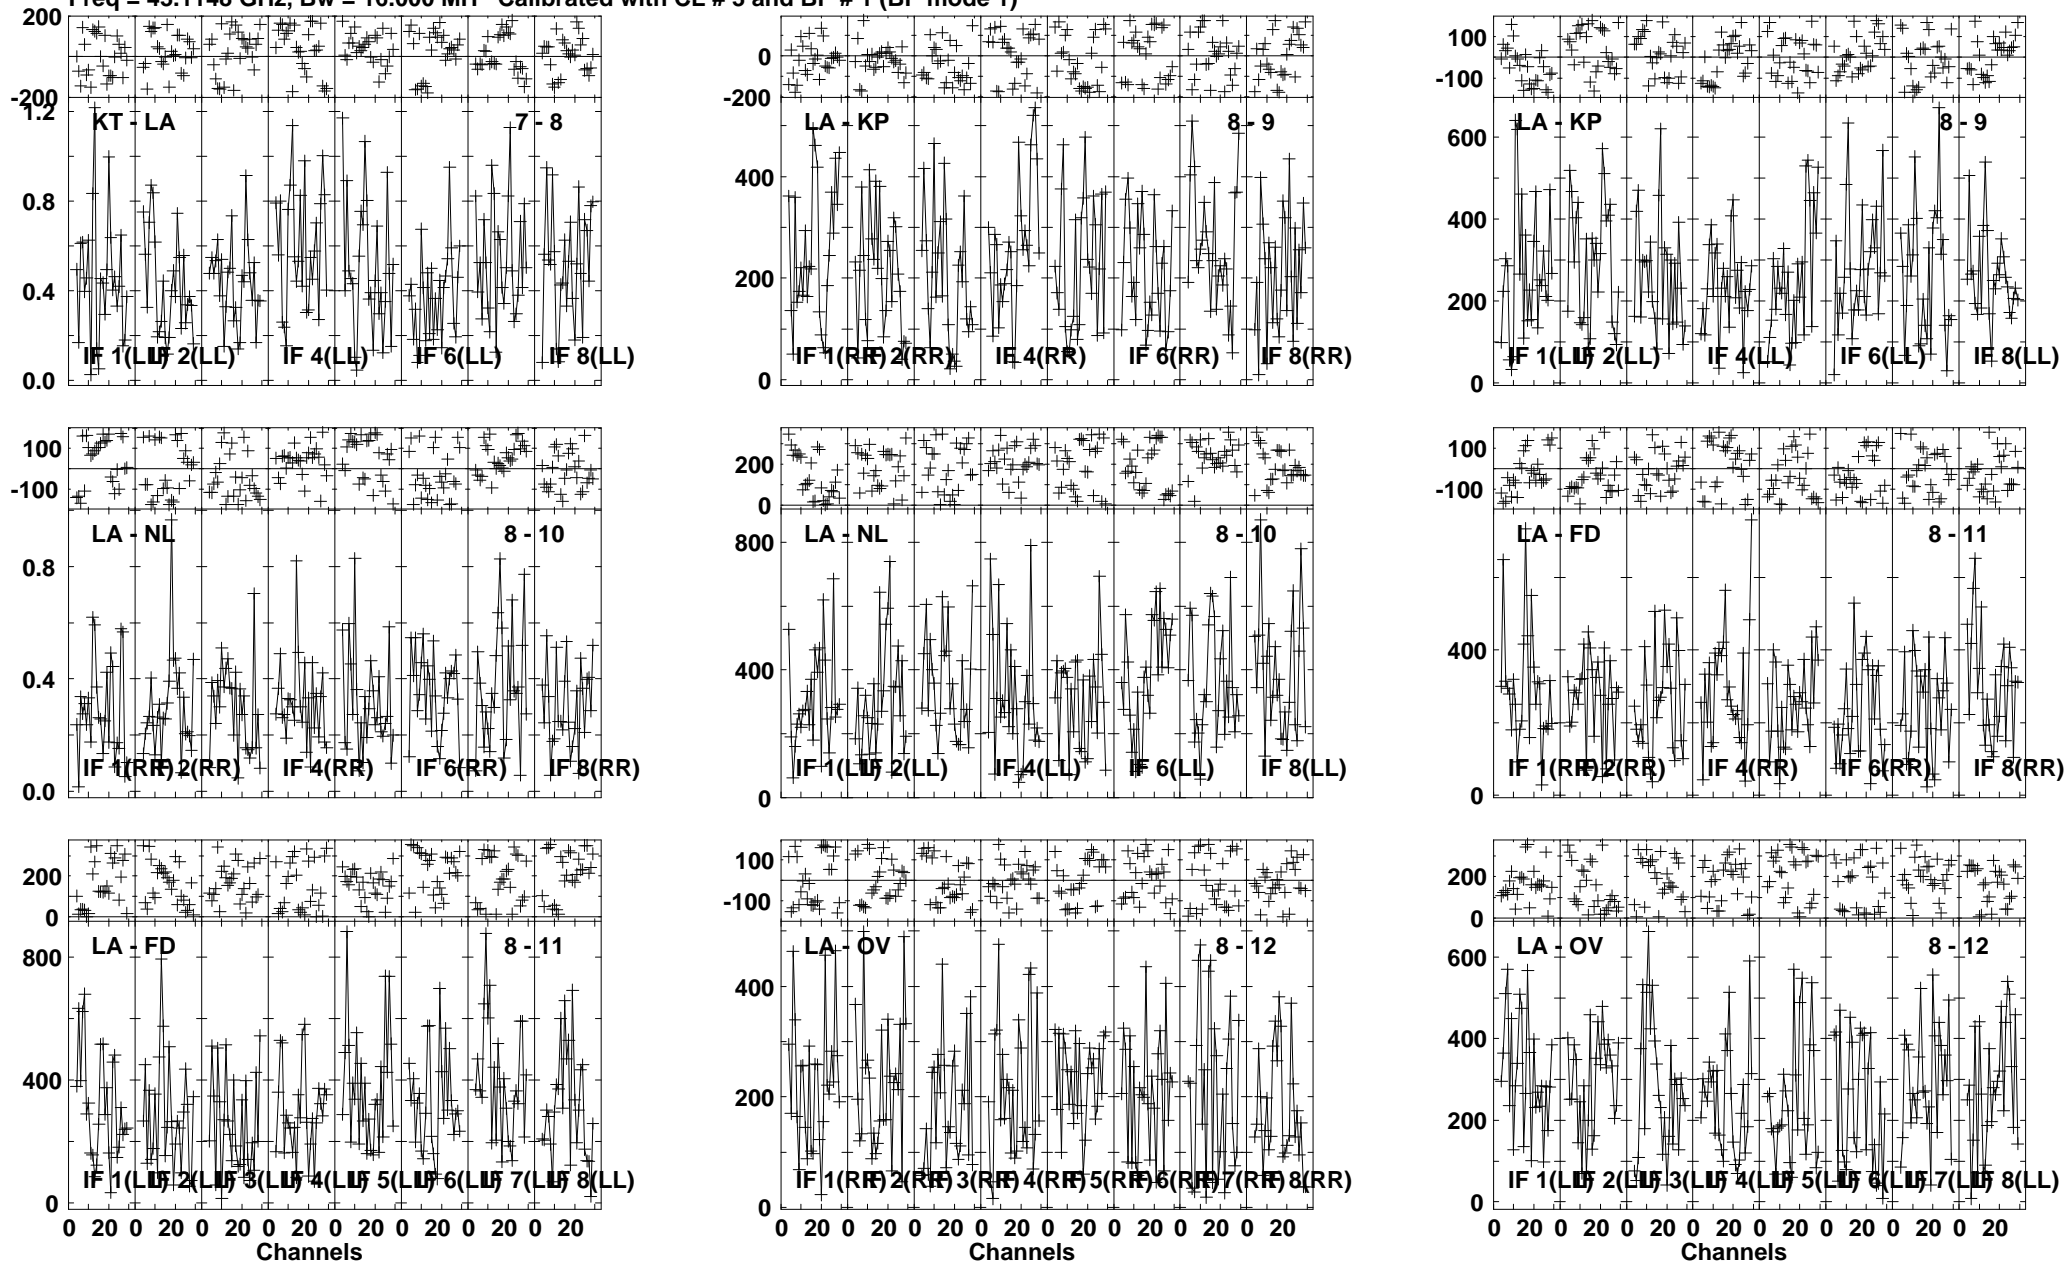 Freq = 43.1148 GHz, Bw = 16.000 MH Calibrated with CL # 3 and BP # 1 (BP mode 1)
200
0
-200
1.2
0.8
0.4
0.0
KT - LA
7 - 8
IF 1(LL)
IF 2(LL)
IF 4(LL)
IF 6(LL)
IF 8(LL)
200
0
-200
400
200
0
LA - KP
8 - 9
IF 1(RR)
IF 2(RR)
IF 4(RR)
IF 6(RR)
IF 8(RR)
100
-100
600
400
200
0
LA - KP
8 - 9
IF 1(LL)
IF 2(LL)
IF 4(LL)
IF 6(LL)
IF 8(LL)
100
-100
0.8
0.4
0.0
LA - NL
8 - 10
IF 1(RR)
IF 2(RR)
IF 4(RR)
IF 6(RR)
IF 8(RR)
200
0
800
400
0
LA - NL
8 - 10
IF 1(LL)
IF 2(LL)
IF 4(LL)
IF 6(LL)
IF 8(LL)
100
-100
400
0
LA - FD
8 - 11
IF 1(RR)
IF 2(RR)
IF 4(RR)
IF 6(RR)
IF 8(RR)
200
0
800
400
0
LA - FD
8 - 11
IF 1(LL)
IF 2(LL)
IF 3(LL)
IF 4(LL)
IF 5(LL)
IF 6(LL)
IF 7(LL)
IF 8(LL)
0 20 0 20 0 20 0 20 0 20 0 20 0 20 0 20
Channels
100
-100
400
200
0
LA - OV
8 - 12
IF 1(RR)
IF 2(RR)
IF 3(RR)
IF 4(RR)
IF 5(RR)
IF 6(RR)
IF 7(RR)
IF 8(RR)
0 20 0 20 0 20 0 20 0 20 0 20 0 20 0 20
Channels
200
0
600
400
200
0
LA - OV
8 - 12
IF 1(LL)
IF 2(LL)
IF 3(LL)
IF 4(LL)
IF 5(LL)
IF 6(LL)
IF 7(LL)
IF 8(LL)
0 20 0 20 0 20 0 20 0 20 0 20 0 20 0 20
Channels